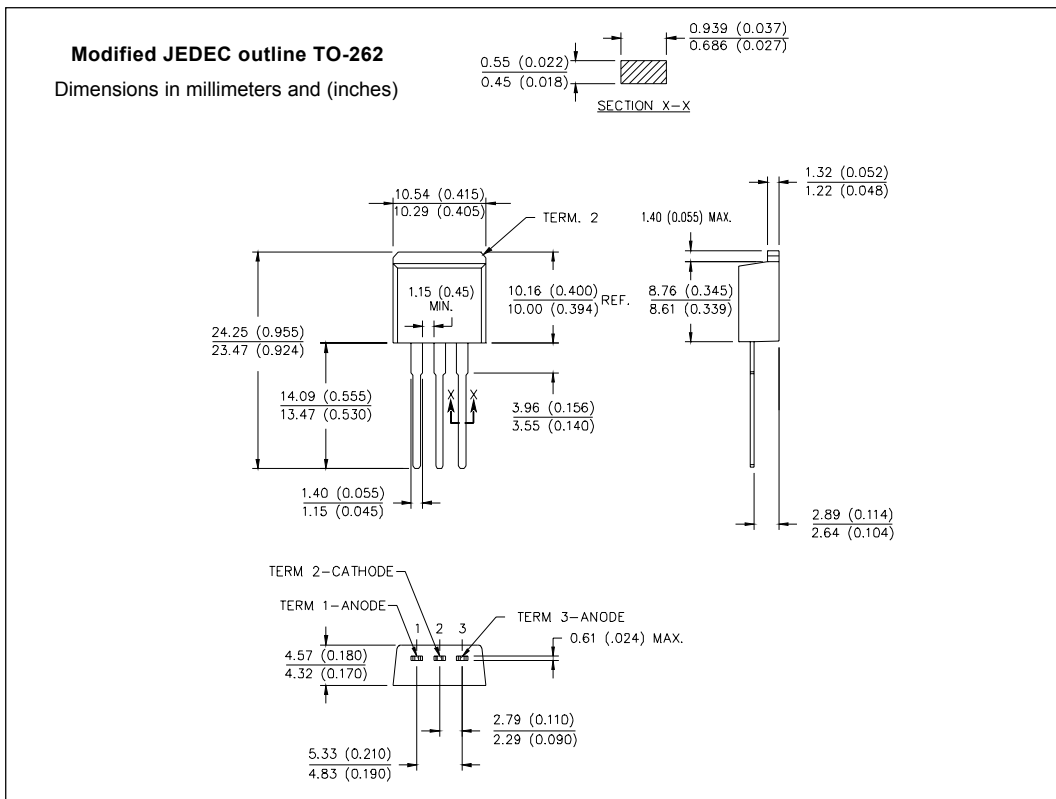 Modified JEDEC outline TO-262
Dimensions in millimeters and (inches)
0.939 (0.037)
0.686 (0.027)
0.55 (0.022)
0.45 (0.018)
SECTION X-X
10.54 (0.415)
10.29 (0.405)
TERM. 2
1.32 (0.052)
1.22 (0.048)
1.40 (0.055) MAX.
1.15 (0.45)
MIN.
10.16 (0.400)
10.00 (0.394)
REF.
8.76 (0.345)
8.61 (0.339)
24.25 (0.955)
23.47 (0.924)
14.09 (0.555)
13.47 (0.530)
X X
3.96 (0.156)
3.55 (0.140)
1.40 (0.055)
1.15 (0.045)
2.89 (0.114)
2.64 (0.104)
TERM 2-CATHODE
TERM 1-ANODE
TERM 3-ANODE
1 2 3
0.61 (.024) MAX.
4.57 (0.180)
4.32 (0.170)
2.79 (0.110)
2.29 (0.090)
5.33 (0.210)
4.83 (0.190)